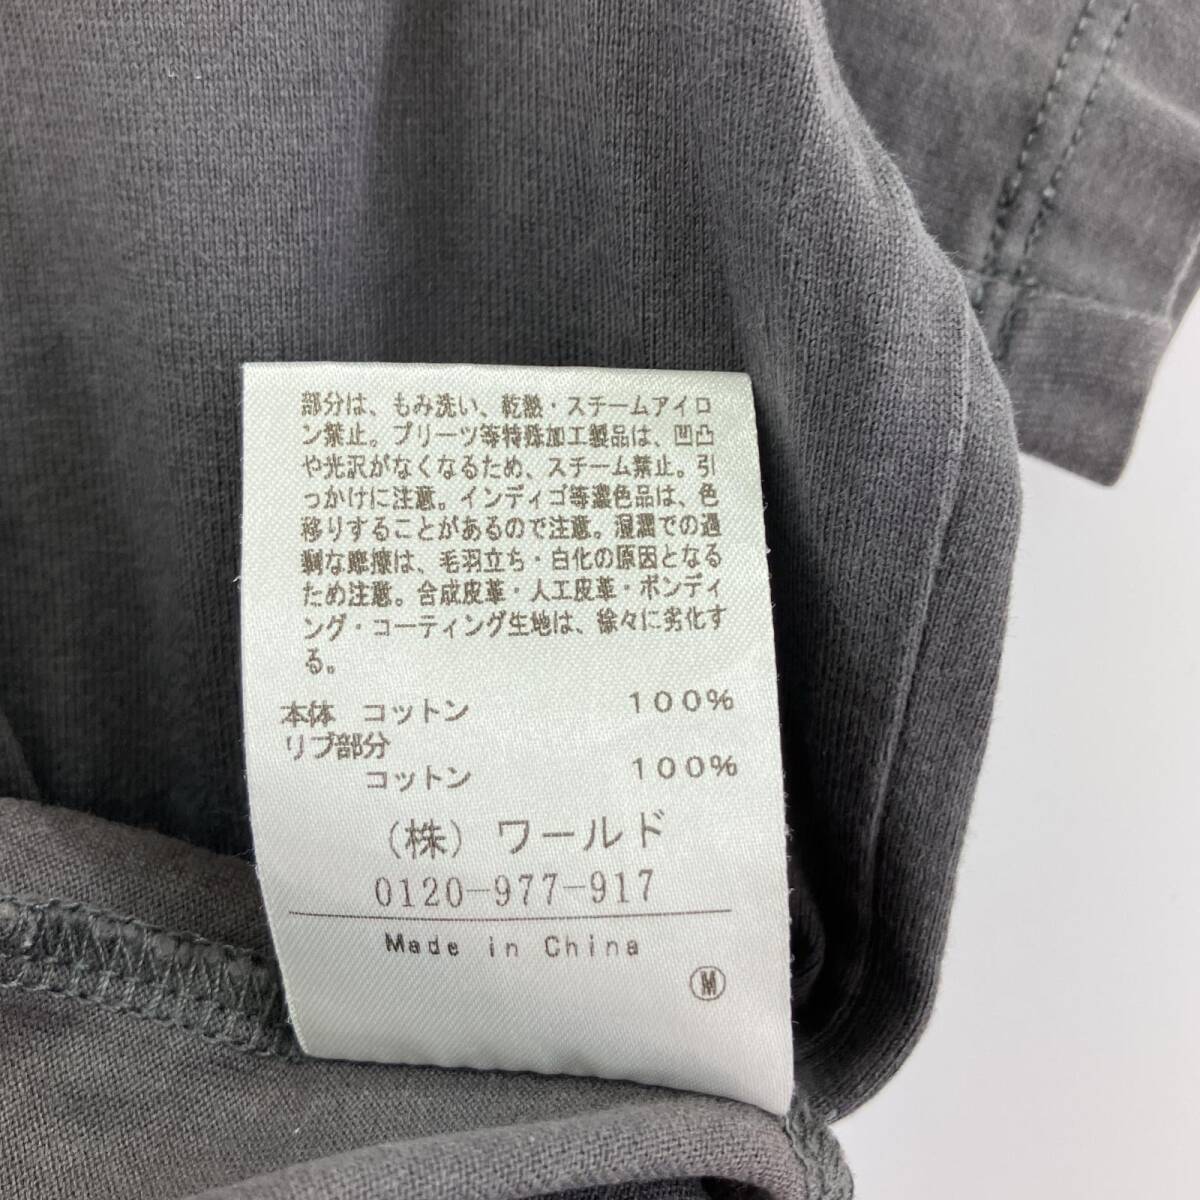 部分は、もみ洗い、乾熱・スチームアイロ
ン禁止。プリーツ等特殊加工製品は、凹凸
や光沢がなくなるため、スチーム禁止。引
っかけに注意。インディゴ等濃色品は、色
移りすることがあるので注意。湿潤での過
剰な摩擦は、毛羽立ち・白化の原因となる
ため注意。合成皮革・人工皮革・ボンディ
ング・コーティング生地は、徐々に劣化す
る。
本体 コットン 100%
リブ部分
コットン 100%
(株) ワールド
0120-977-917
Made in China
Ⓜ